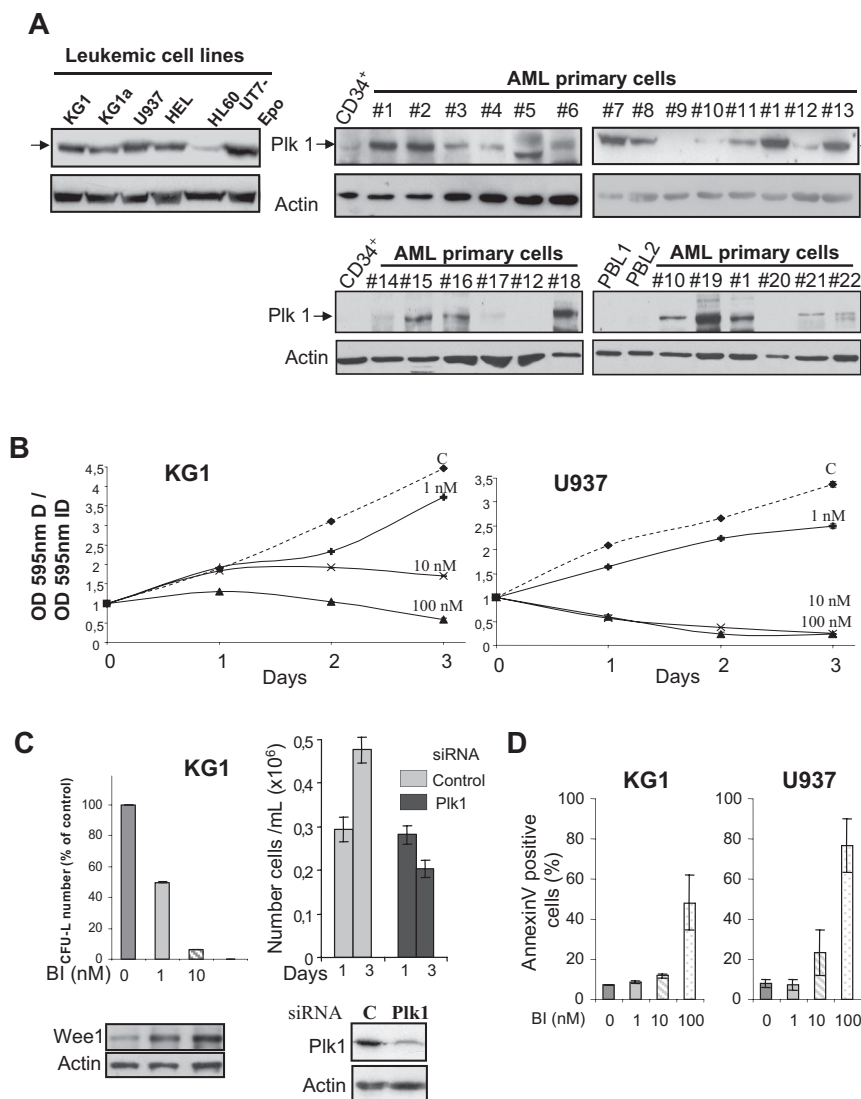 A
Leukemic cell lines
KG1 KG1a U937 HEL HL60 UT7-Epo
CD34+
AML primary cells
#1 #2 #3 #4 #5 #6 #7 #8 #9 #10 #11 #1 #12 #13
Plk 1
Actin
CD34+
AML primary cells
#14 #15 #16 #17 #12 #18
PBL1 PBL2
AML primary cells
#10 #19 #1 #20 #21 #22
Plk 1
Actin
B
OD 595nm D /
OD 595nm ID
KG1
4,5
4
3,5
3
2,5
2
1,5
1
0,5
0
C
1 nM
10 nM
100 nM
0 1 2 3
Days
U937
3,5
3
2,5
2
1,5
1
0,5
0
C
1 nM
10 nM
100 nM
0 1 2 3
Days
C
KG1
CFU-L number (% of control)
100
80
60
40
20
0
BI (nM) 0 1 10
Wee1
Actin
Number cells /mL (x10⁶)
0,5
0,4
0,3
0,2
0,1
0
siRNA
Control
Plk1
Days 1 3 1 3
siRNA C Plk1
Plk1
Actin
D
AnnexinV positive
cells (%)
KG1
100
80
60
40
20
0
BI (nM) 0 1 10 100
U937
100
80
60
40
20
0
0 1 10 100